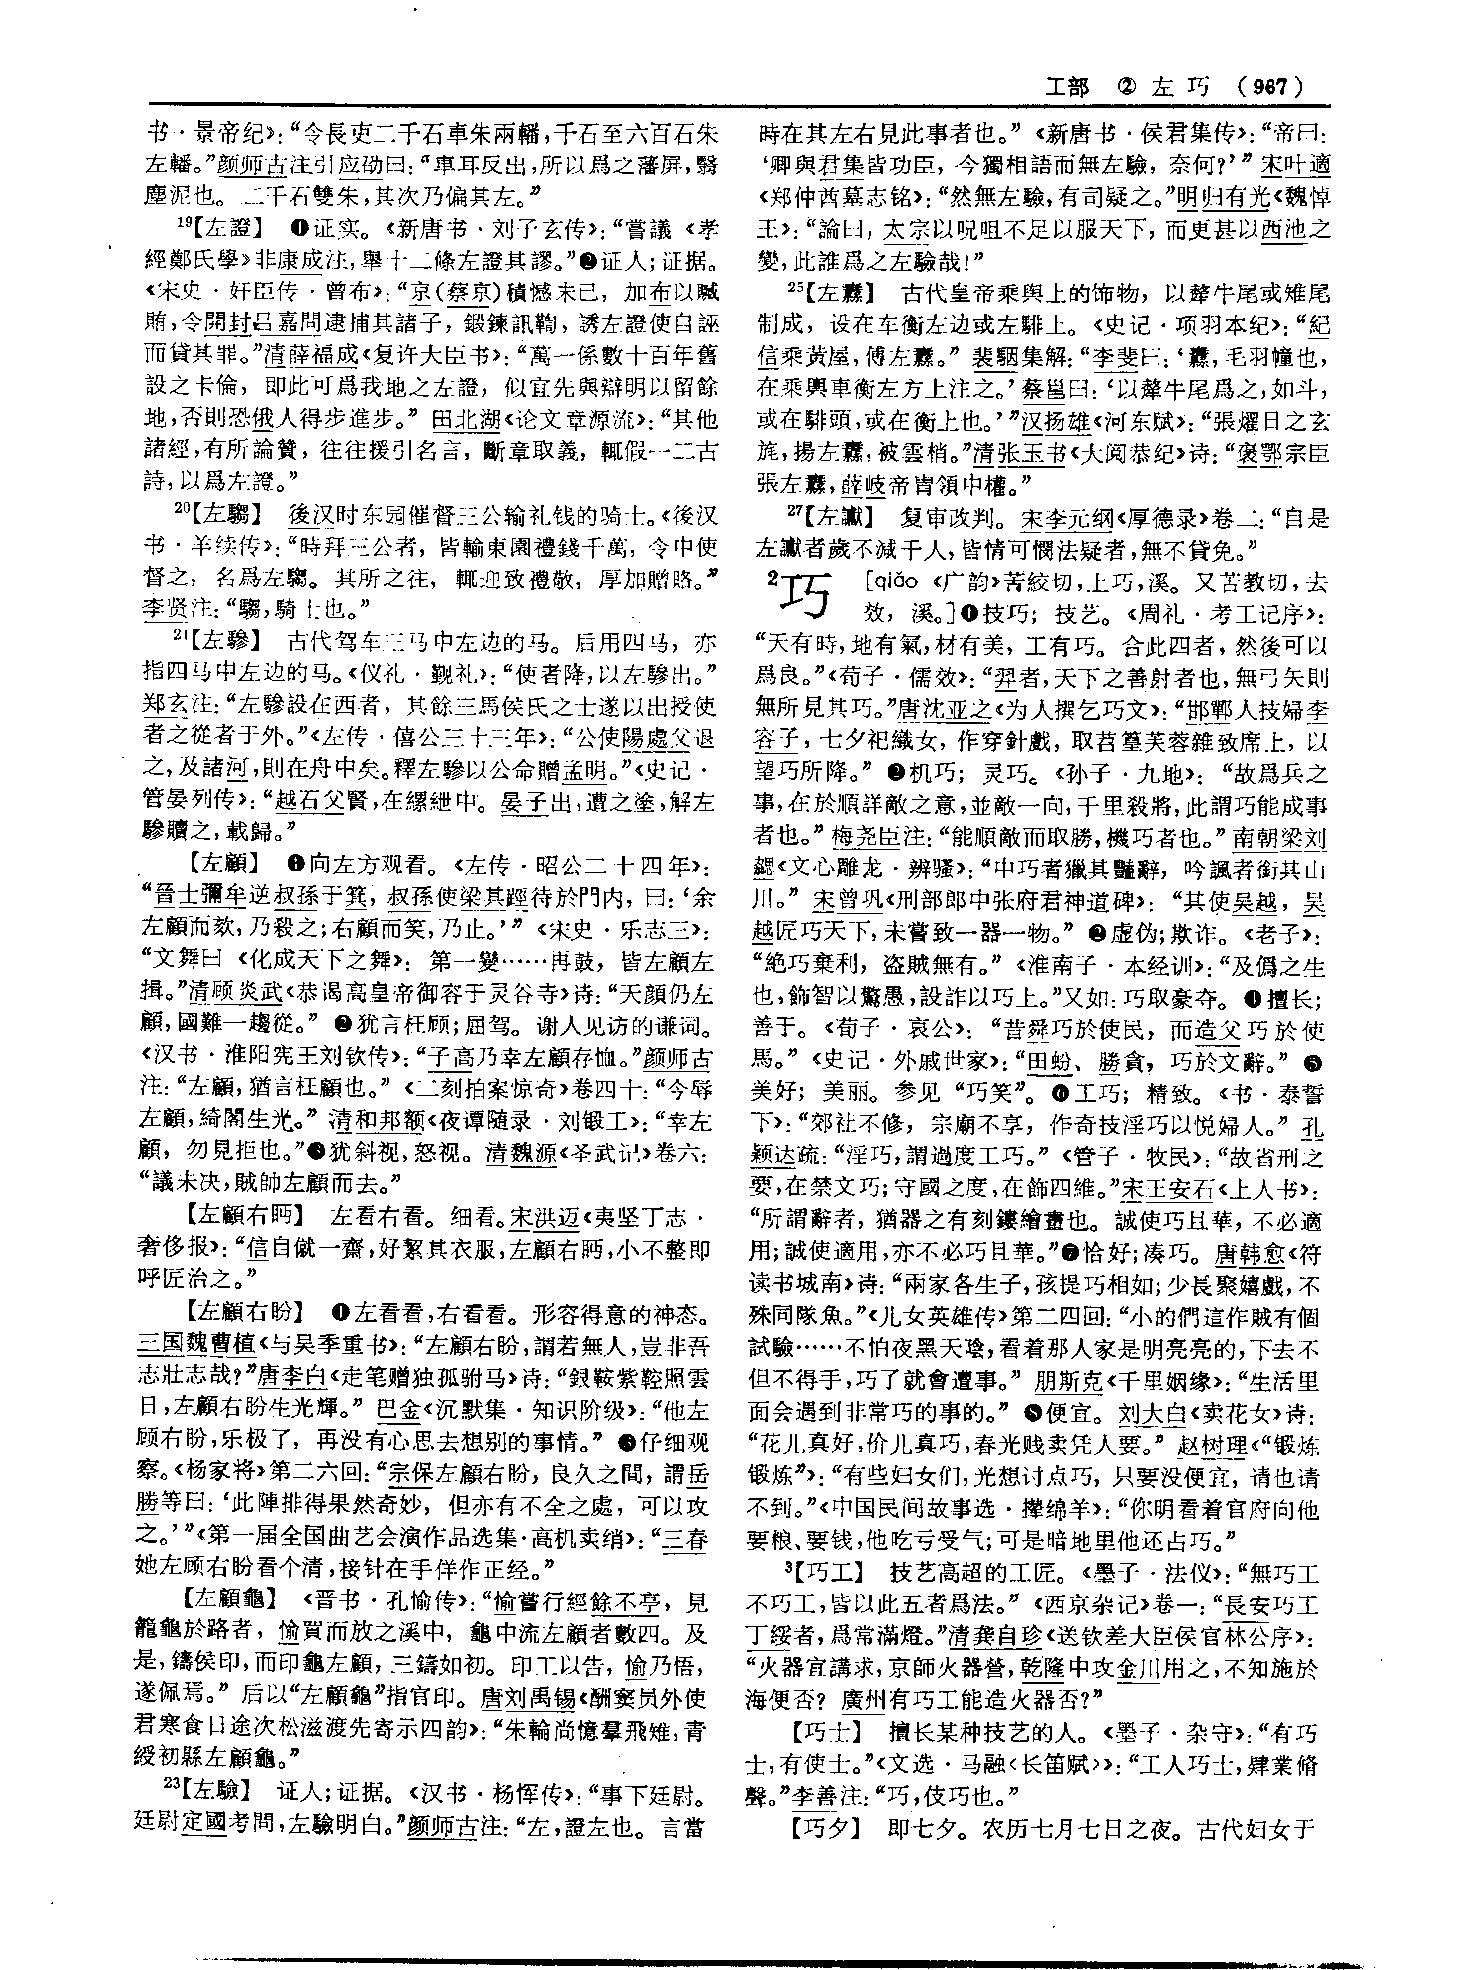 工部　②左巧　（967）
书·景帝纪》：“令長吏二千石車朱兩轓，千石至六百石朱
左轓。”颜师古注引应劭曰：“車耳反出，所以爲之藩屏，翳
塵泥也。二千石雙朱，其次乃偏其左。”
19【左證】　❶证实。《新唐书·刘子玄传》：“嘗議《孝
經鄭氏學》非康成注，舉十二條左證其謬。”❷证人；证据。
《宋史·奸臣传·曾布》：“京（蔡京）積憾未已，加布以贓
賄，令開封吕嘉問逮捕其諸子，鍛鍊訊鞫，誘左證使自誣
而貸其罪。”清薛福成《复许大臣书》：“萬一係數十百年舊
設之卡倫，即此可爲我地之左證，似宜先與辯明以留餘
地，否則恐俄人得步進步。”田北湖《论文章源流》：“其他
諸經，有所論贊，往往援引名言，斷章取義，輒假一二古
詩，以爲左證。”
20【左騶】　後汉时东园催督三公输礼钱的骑士。《後汉
书·羊续传》：“時拜三公者，皆輸東園禮錢千萬，令中使
督之，名爲左騶。其所之往，輒迎致禮敬，厚加贈賂。”
李贤注：“騶，騎士也。”
21【左驂】　古代驾车三马中左边的马。后用四马，亦
指四马中左边的马。《仪礼·觐礼》：“使者降，以左驂出。”
郑玄注：“左驂設在西者，其餘三馬侯氏之士遂以出授使
者之從者于外。”《左传·僖公三十三年》：“公使陽處父追
之，及諸河，則在舟中矣。釋左驂以公命贈孟明。”《史记·
管晏列传》：“越石父賢，在縲紲中。晏子出，遭之塗，解左
驂贖之，載歸。”
【左顧】　❶向左方观看。《左传·昭公二十四年》：
“晉士彌牟逆叔孫于箕，叔孫使梁其踁待於門内，曰：‘余
左顧而欬，乃殺之；右顧而笑，乃止。’”《宋史·乐志三》：
“文舞曰《化成天下之舞》：第一變……再鼓，皆左顧左
揖。”清顾炎武《恭谒高皇帝御容于灵谷寺》诗：“天顔仍左
顧，國難一趨從。”❷犹言枉顾；屈驾。谢人见访的谦词。
《汉书·淮阳宪王刘钦传》：“子高乃幸左顧存恤。”颜师古
注：“左顧，猶言枉顧也。”《二刻拍案惊奇》卷四十：“今辱
左顧，綺閣生光。”清和邦额《夜谭随录·刘锻工》：“幸左
顧，勿見拒也。”❸犹斜视，怒视。清魏源《圣武记》卷六：
“議未决，賊帥左顧而去。”
【左顧右眄】　左看右看。细看。宋洪迈《夷坚丁志·
奢侈报》：“信自僦一齋，好絜其衣服，左顧右眄，小不整即
呼匠治之。”
【左顧右盼】　❶左看看，右看看。形容得意的神态。
三国魏曹植《与吴季重书》：“左顧右盼，謂若無人，豈非吾
志壯志哉？”唐李白《走笔赠独孤驸马》诗：“銀鞍紫鞚照雲
日，左顧右盼生光輝。”巴金《沉默集·知识阶级》：“他左
顾右盼，乐极了，再没有心思去想别的事情。”❷仔细观
察。《杨家将》第二六回：“宗保左顧右盼，良久之間，謂岳
勝等曰：‘此陣排得果然奇妙，但亦有不全之處，可以攻
之。’”《第一届全国曲艺会演作品选集·高机卖绡》：“三春
她左顾右盼看个清，接针在手佯作正经。”
【左顧龜】　《晋书·孔愉传》：“愉嘗行經餘不亭，見
籠龜於路者，愉買而放之溪中，龜中流左顧者數四。及
是，鑄侯印，而印龜左顧，三鑄如初。印工以告，愉乃悟，
遂佩焉。”后以“左顧龜”指官印。唐刘禹锡《酬窦员外使
君寒食日途次松滋渡先寄示四韵》：“朱輪尚憶羣飛雉，青
綬初縣左顧龜。”
23【左驗】　证人；证据。《汉书·杨恽传》：“事下廷尉。
廷尉定國考問，左驗明白。”颜师古注：“左，證左也。言當
時在其左右見此事者也。”《新唐书·侯君集传》：“帝曰：
‘卿與君集皆功臣，今獨相語而無左驗，奈何？’”宋叶適
《郑仲酉墓志铭》：“然無左驗，有司疑之。”明归有光《魏悼
王》：“論曰，太宗以呪咀不足以服天下，而更甚以西池之
變，此誰爲之左驗哉！”
25【左纛】　古代皇帝乘舆上的饰物，以犛牛尾或雉尾
制成，设在车衡左边或左騑上。《史记·项羽本纪》：“紀
信乘黄屋，傅左纛。”裴駰集解：“李斐曰：‘纛，毛羽幢也，
在乘輿車衡左方上注之。’蔡邕曰：‘以犛牛尾爲之，如斗，
或在騑頭，或在衡上也。’”汉扬雄《河东赋》：“張燿日之玄
旄，揚左纛，被雲梢。”清张玉书《大阅恭纪》诗：“褒鄂宗臣
張左纛，薛岐帝胄領中權。”
27【左讞】　复审改判。宋李元纲《厚德录》卷二：“自是
左讞者歲不減千人，皆情可憫法疑者，無不貸免。”
2巧　［qiǎo《广韵》苦絞切，上巧，溪。又苦教切，去
效，溪。］❶技巧；技艺。《周礼·考工记序》：
“天有時，地有氣，材有美，工有巧。合此四者，然後可以
爲良。”《荀子·儒效》：“羿者，天下之善射者也，無弓矢則
無所見其巧。”唐沈亚之《为人撰乞巧文》：“邯鄲人技婦李
容子，七夕祀織女，作穿針戲，取苕篁芙蓉雜致席上，以
望巧所降。”❷机巧；灵巧。《孙子·九地》：“故爲兵之
事，在於順詳敵之意，並敵一向，千里殺將，此謂巧能成事
者也。”梅尧臣注：“能順敵而取勝，機巧者也。”南朝梁刘
勰《文心雕龙·辨骚》：“中巧者獵其豔辭，吟諷者銜其山
川。”宋曾巩《刑部郎中张府君神道碑》：“其使吴越，吴
越匠巧天下，未嘗致一器一物。”❸虚伪；欺诈。《老子》：
“絶巧棄利，盗賊無有。”《淮南子·本经训》：“及僞之生
也，飾智以驚愚，設詐以巧上。”又如：巧取豪夺。❹擅长；
善于。《荀子·哀公》：“昔舜巧於使民，而造父巧於使
馬。”《史记·外戚世家》：“田蚡、勝貪，巧於文辭。”❺
美好；美丽。参见“巧笑”。❻工巧；精致。《书·泰誓
下》：“郊社不修，宗廟不享，作奇技淫巧以悦婦人。”孔
颖达疏：“淫巧，謂過度工巧。”《管子·牧民》：“故省刑之
要，在禁文巧；守國之度，在飾四維。”宋王安石《上人书》：
“所謂辭者，猶器之有刻鏤繪畫也。誠使巧且華，不必適
用；誠使適用，亦不必巧且華。”❼恰好；凑巧。唐韩愈《符
读书城南》诗：“兩家各生子，孩提巧相如；少長聚嬉戲，不
殊同隊魚。”《儿女英雄传》第二四回：“小的們這作賊有個
試驗……不怕夜黑天陰，看着那人家是明亮亮的，下去不
但不得手，巧了就會遭事。”朋斯克《千里姻缘》：“生活里
面会遇到非常巧的事的。”❽便宜。刘大白《卖花女》诗：
“花儿真好，价儿真巧，春光贱卖凭人要。”赵树理《“锻炼
锻炼”》：“有些妇女们，光想讨点巧，只要没便宜，请也请
不到。”《中国民间故事选·撵绵羊》：“你明看着官府向他
要粮、要钱，他吃亏受气；可是暗地里他还占巧。”
3【巧工】　技艺高超的工匠。《墨子·法仪》：“無巧工
不巧工，皆以此五者爲法。”《西京杂记》卷一：“長安巧工
丁绥者，爲常滿燈。”清龚自珍《送钦差大臣侯官林公序》：
“火器宜講求，京師火器營，乾隆中攻金川用之，不知施於
海便否？廣州有巧工能造火器否？”
【巧士】　擅长某种技艺的人。《墨子·杂守》：“有巧
士，有使士。”《文选·马融〈长笛赋〉》：“工人巧士，肄業脩
聲。”李善注：“巧，伎巧也。”
【巧夕】　即七夕。农历七月七日之夜。古代妇女于